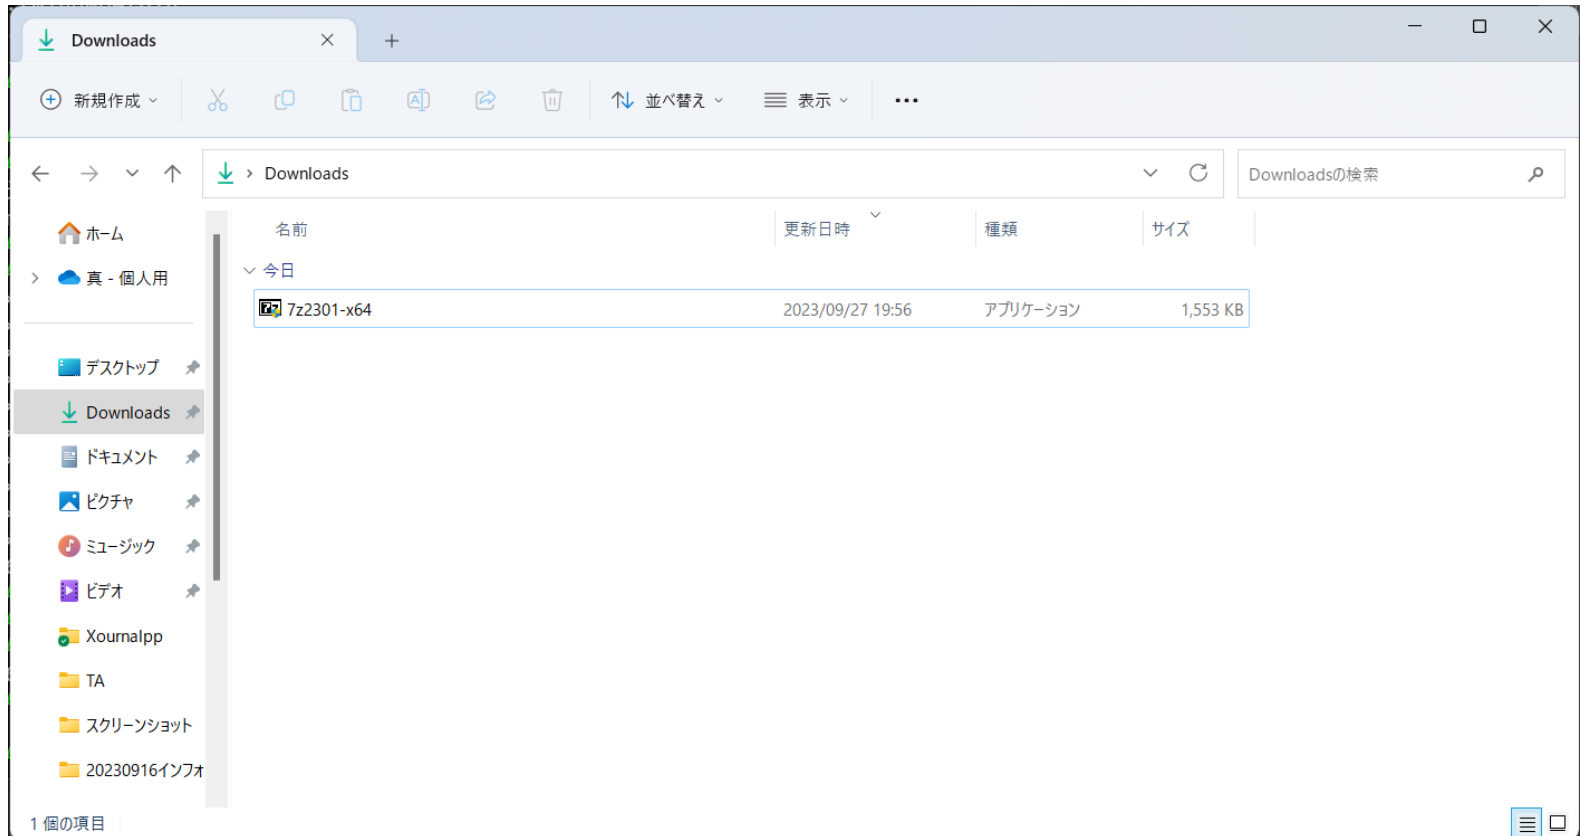 Downloads
新規作成
並べ替え
表示
Downloads
Downloadsの検索
名前 更新日時 種類 サイズ
今日
7z2301-x64 2023/09/27 19:56 アプリケーション 1,553 KB
ホーム
真 - 個人用
デスクトップ
Downloads
ドキュメント
ピクチャ
ミュージック
ビデオ
Xournalpp
TA
スクリーンショット
20230916インフォ
1 個の項目